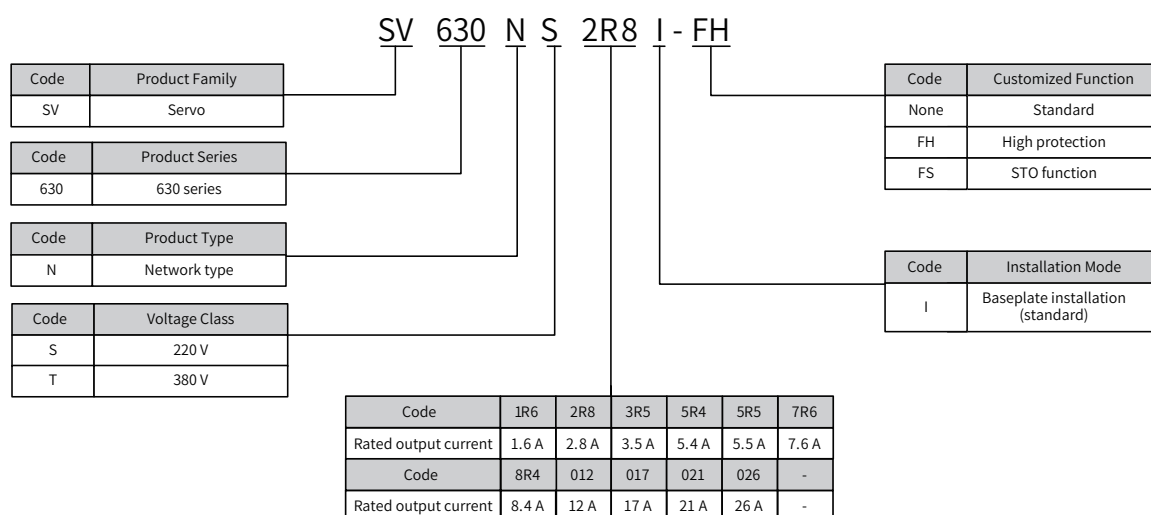 SV 630 N S 2R8 I - FH
Code Product Family
SV Servo
Code Product Series
630 630 series
Code Product Type
N Network type
Code Voltage Class
S 220 V
T 380 V
Code Customized Function
None Standard
FH High protection
FS STO function
Code Installation Mode
I Baseplate installation
(standard)
Code 1R6 2R8 3R5 5R4 5R5 7R6
Rated output current 1.6 A 2.8 A 3.5 A 5.4 A 5.5 A 7.6 A
Code 8R4 012 017 021 026 -
Rated output current 8.4 A 12 A 17 A 21 A 26 A -